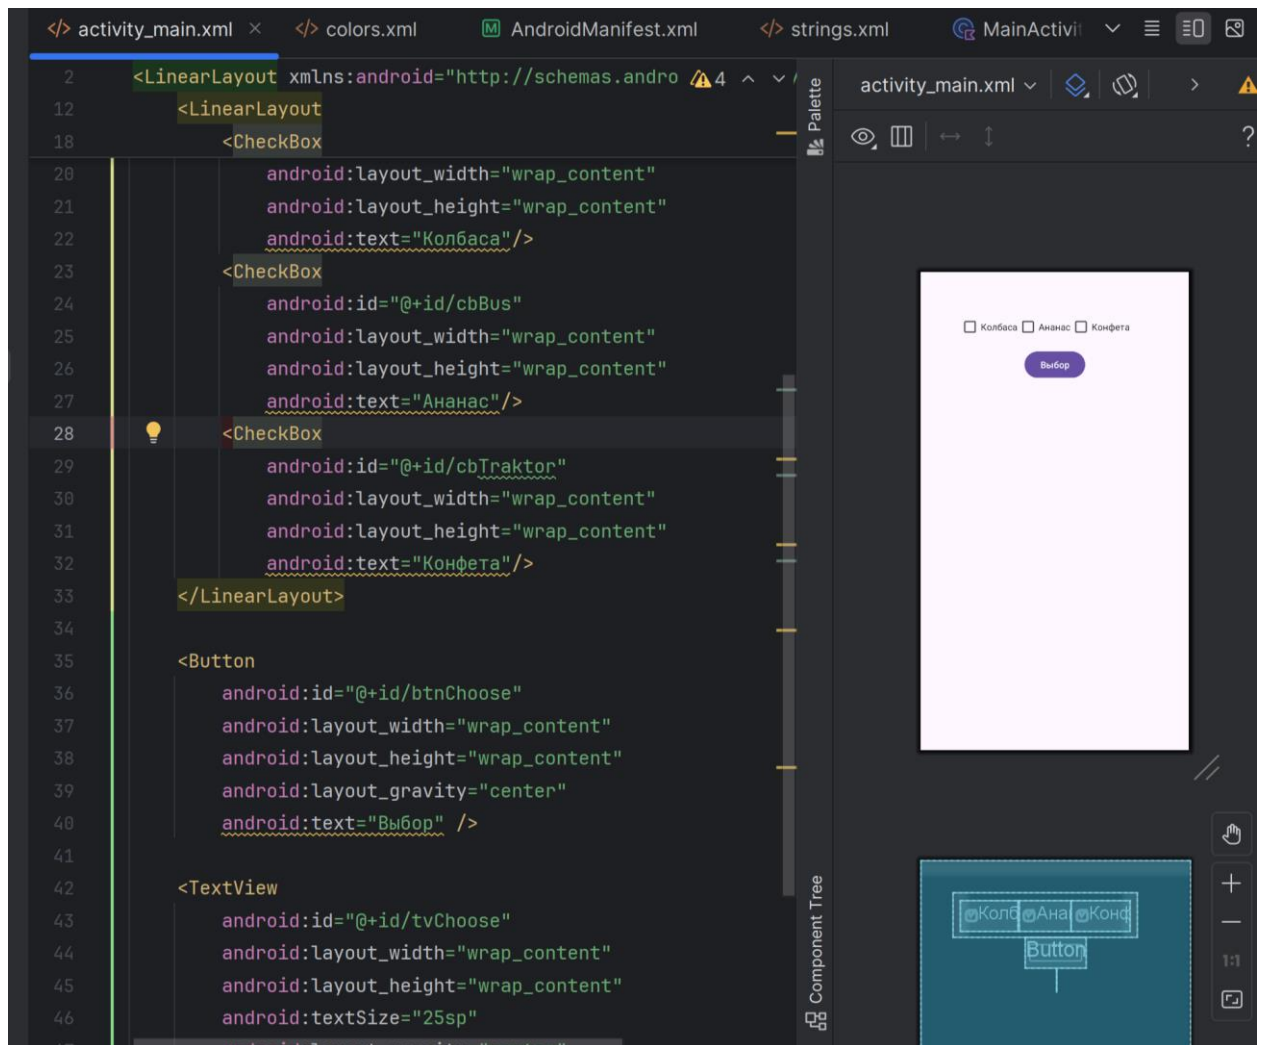 activity_main.xml
colors.xml
AndroidManifest.xml
strings.xml
MainActivit
2 <LinearLayout xmlns:android="http://schemas.andro
4
12 <LinearLayout
18 <CheckBox
20 android:layout_width="wrap_content"
21 android:layout_height="wrap_content"
22 android:text="Колбаса"/>
23 <CheckBox
24 android:id="@+id/cbBus"
25 android:layout_width="wrap_content"
26 android:layout_height="wrap_content"
27 android:text="Ананас"/>
28 <CheckBox
29 android:id="@+id/cbTraktor"
30 android:layout_width="wrap_content"
31 android:layout_height="wrap_content"
32 android:text="Конфета"/>
33 </LinearLayout>
34
35 <Button
36 android:id="@+id/btnChoose"
37 android:layout_width="wrap_content"
38 android:layout_height="wrap_content"
39 android:layout_gravity="center"
40 android:text="Выбор" />
41
42 <TextView
43 android:id="@+id/tvChoose"
44 android:layout_width="wrap_content"
45 android:layout_height="wrap_content"
46 android:textSize="25sp"
Palette
Component Tree
activity_main.xml
?
Колбаса Ананас Конфета
Выбор
Колб Ана Конф
Button
1:1